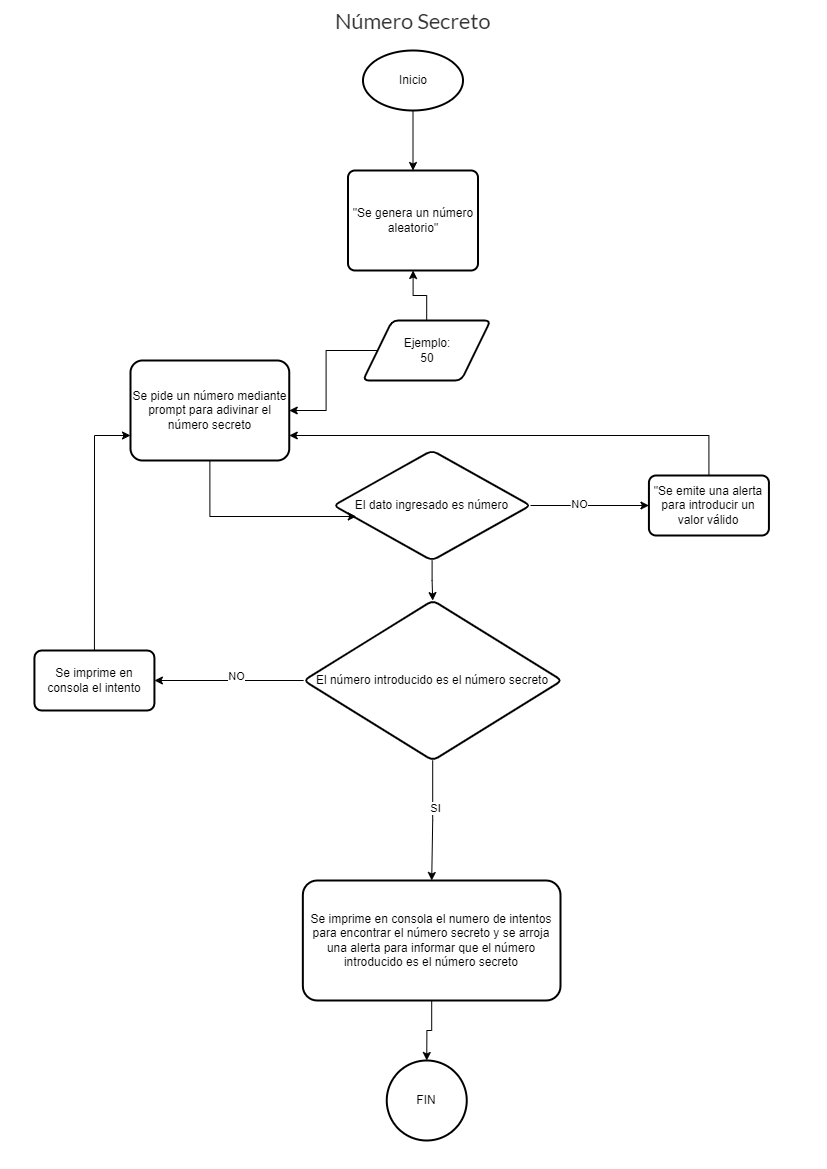 Número Secreto
Inicio
"Se genera un número
aleatorio"
Ejemplo:
50
Se pide un número mediante
prompt para adivinar el
número secreto
El dato ingresado es número
NO
"Se emite una alerta
para introducir un
valor válido
Se imprime en
consola el intento
NO
El número introducido es el número secreto
SI
Se imprime en consola el numero de intentos
para encontrar el número secreto y se arroja
una alerta para informar que el número
introducido es el número secreto
FIN